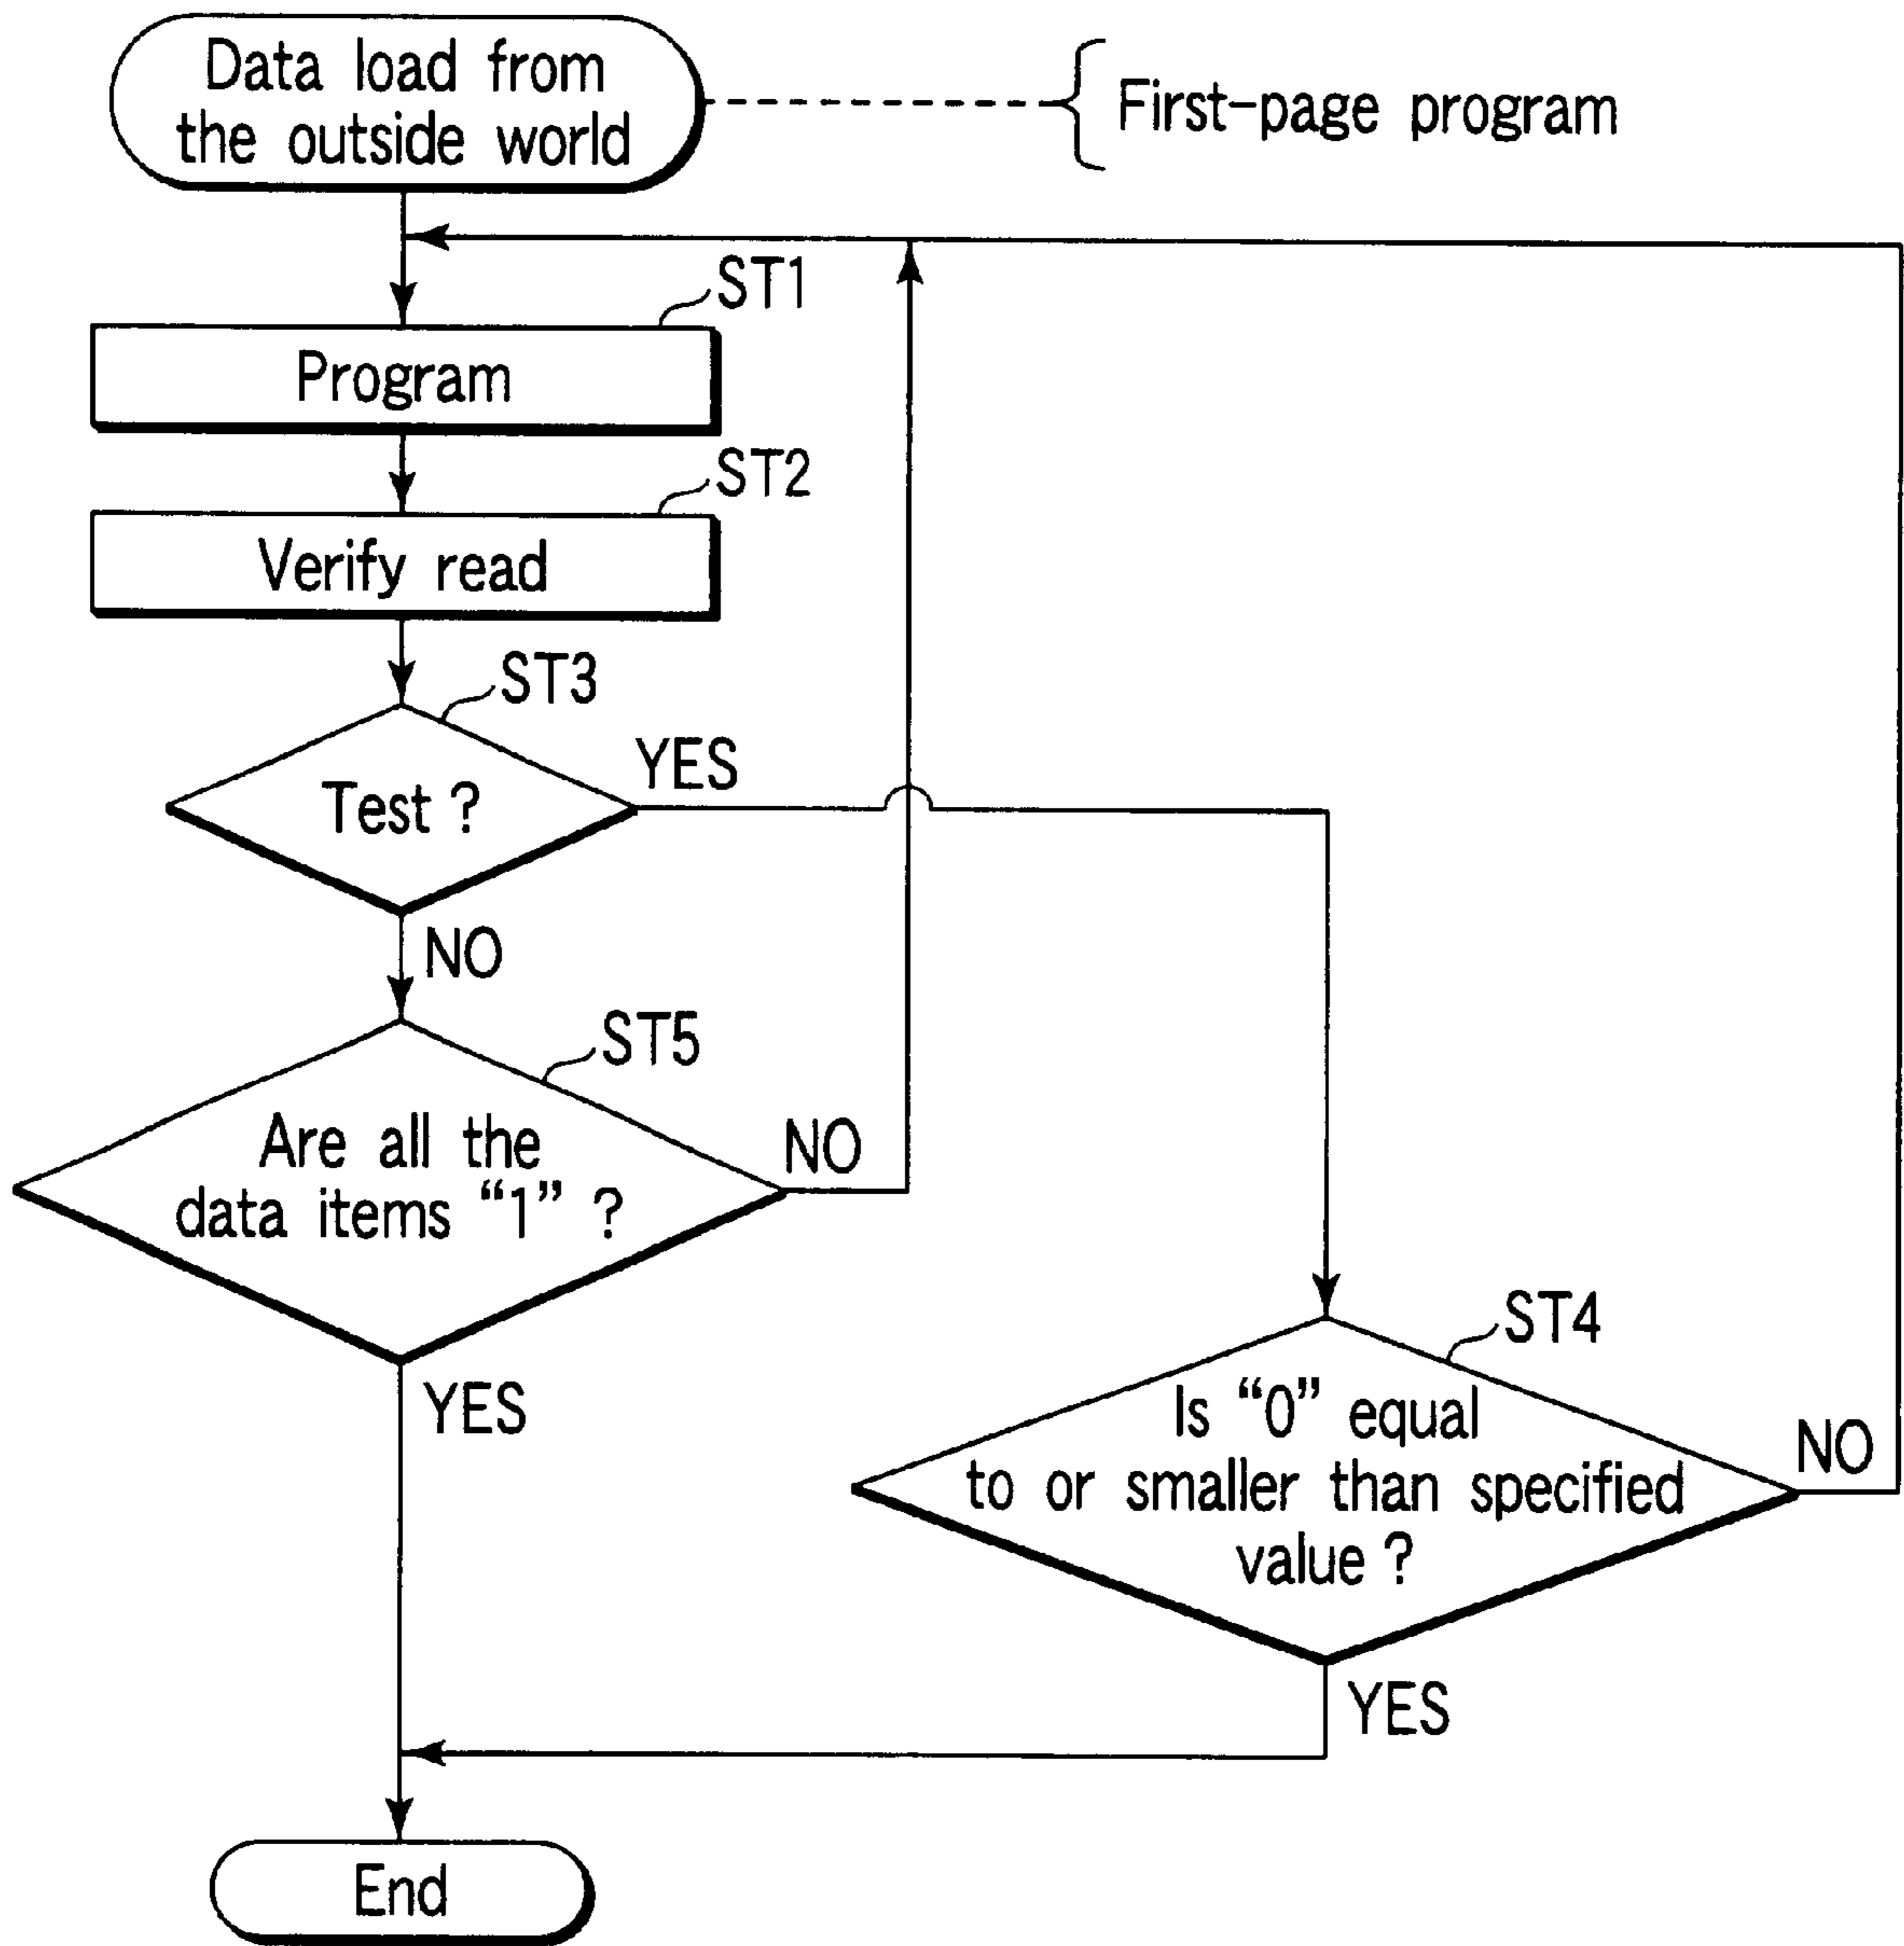 Data load from
the outside world
First-page program
ST1
Program
ST2
Verify read
ST3
Test ?
YES
NO
ST5
Are all the
data items “1” ?
NO
YES
ST4
Is “0” equal
to or smaller than specified
value ?
NO
YES
End